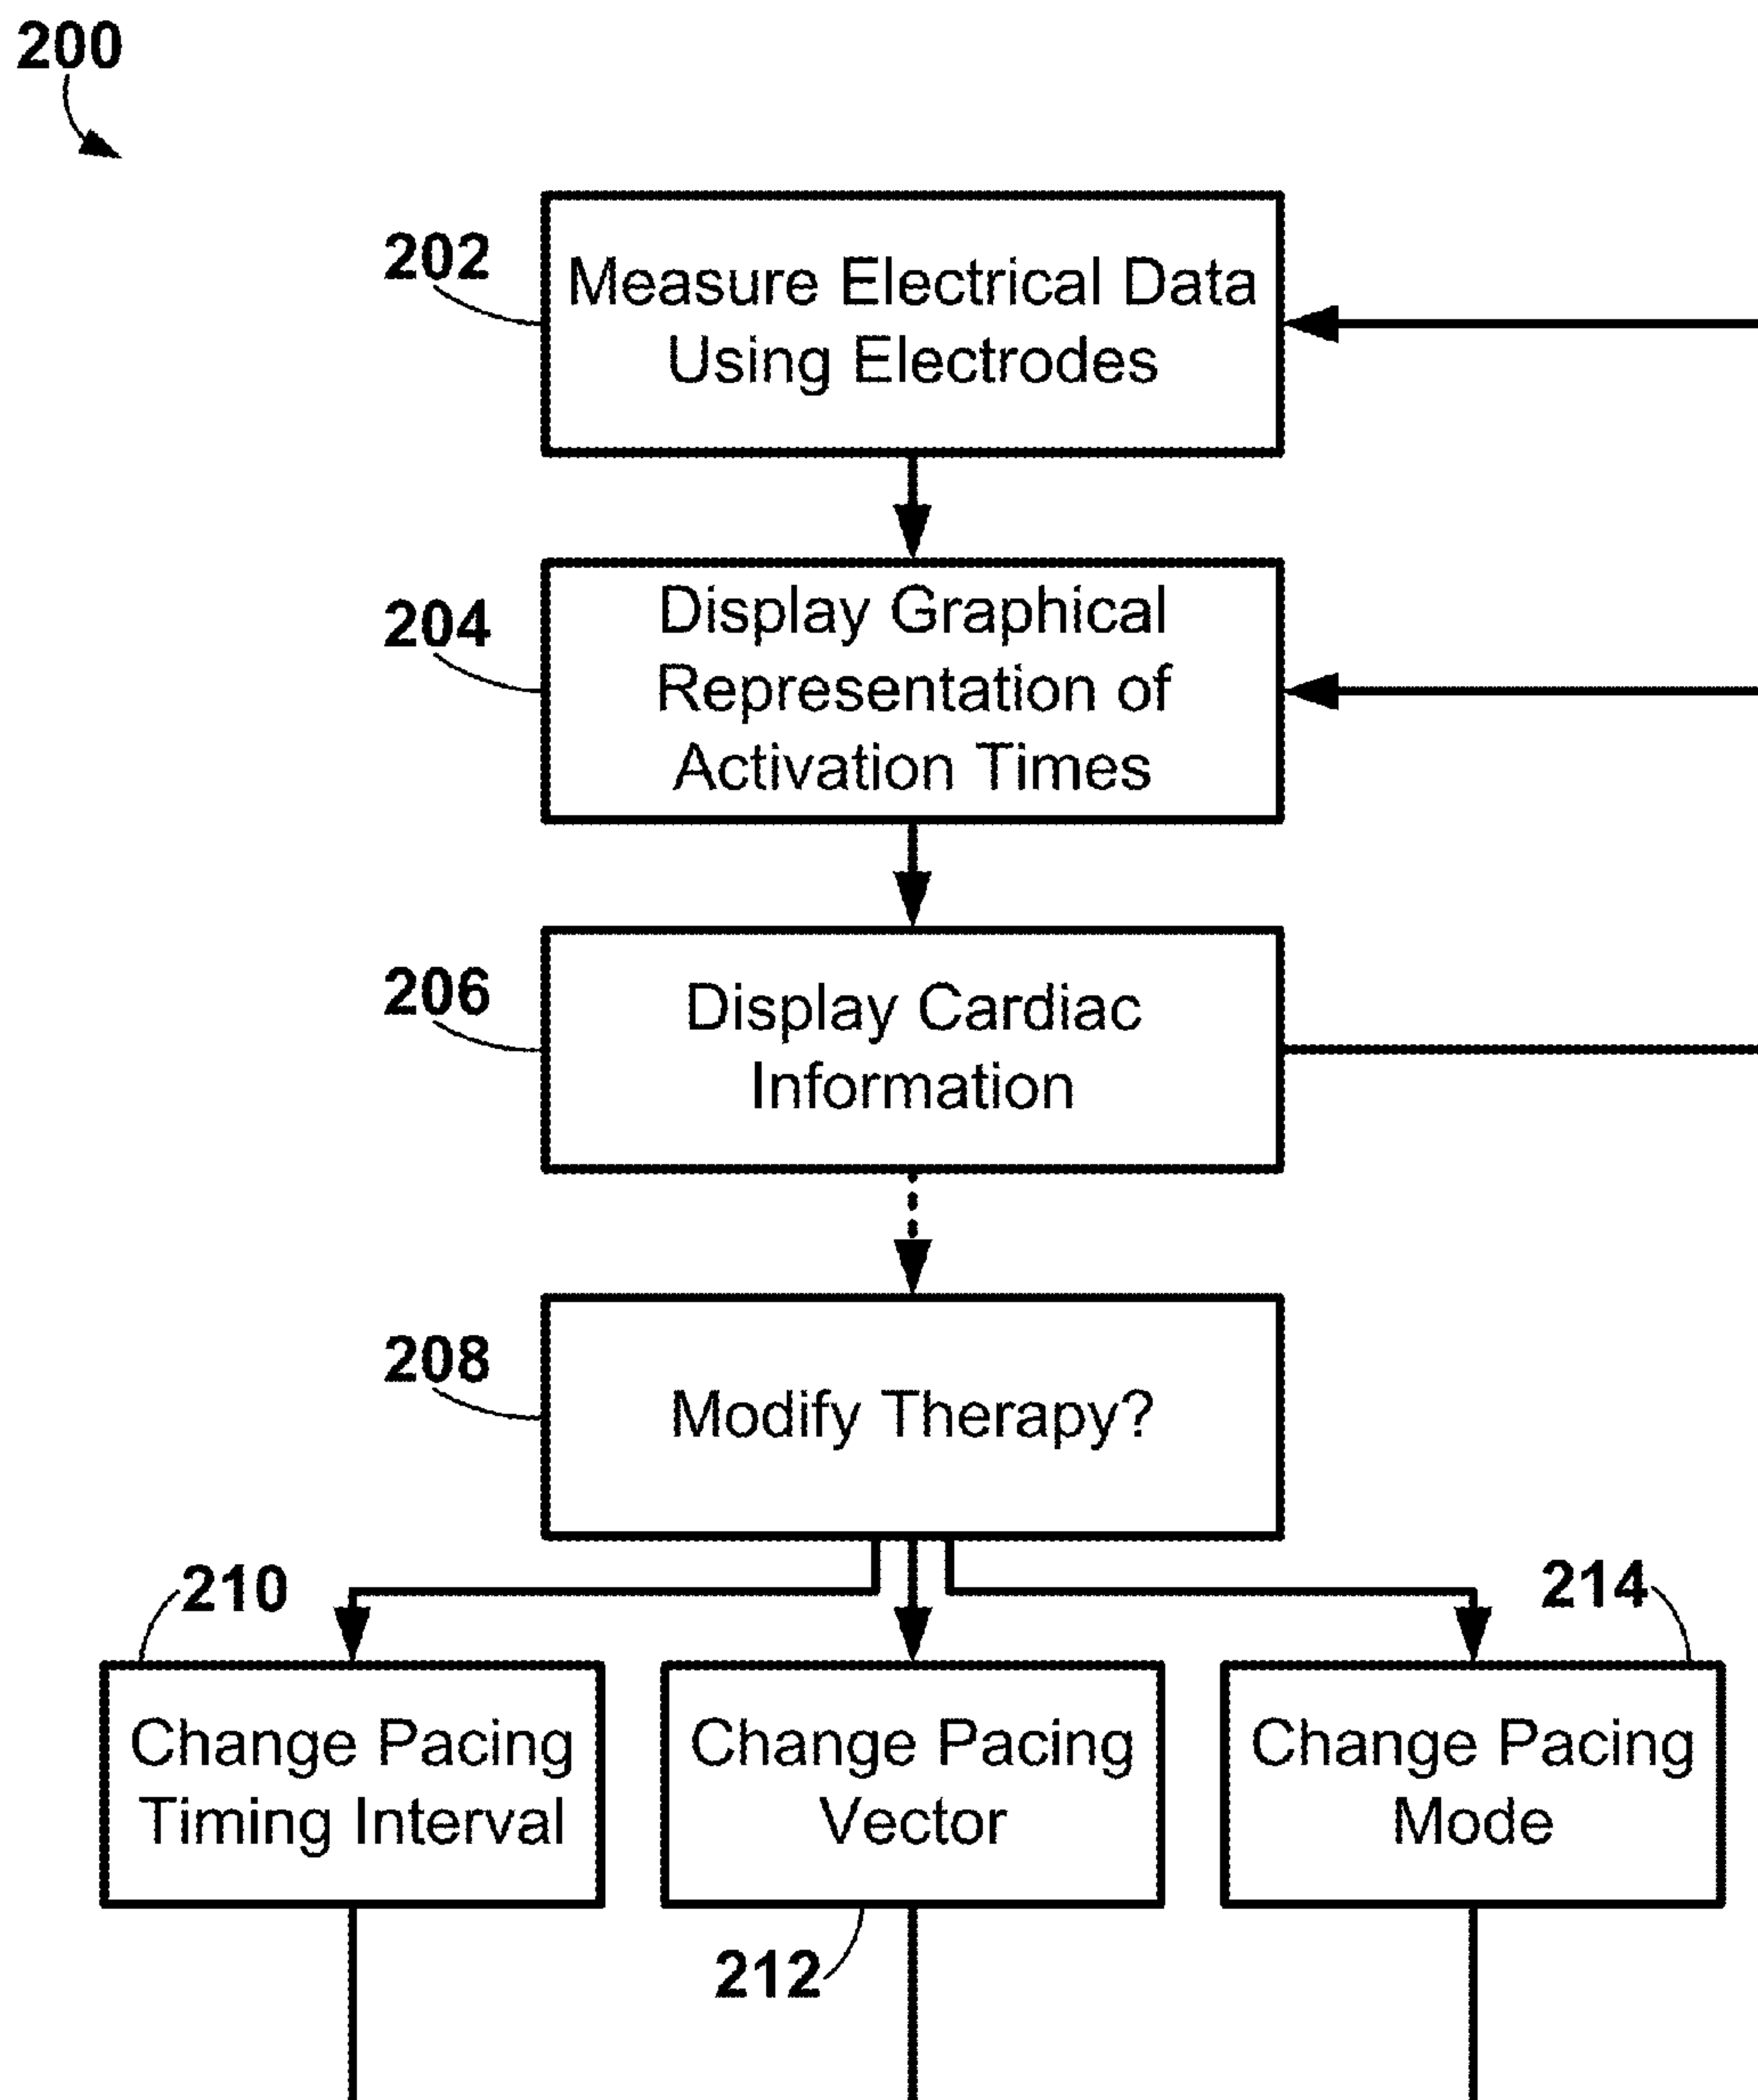 200
202
Measure Electrical Data
Using Electrodes
204
Display Graphical
Representation of
Activation Times
206
Display Cardiac
Information
208
Modify Therapy?
210
214
Change Pacing
Timing Interval
Change Pacing
Vector
Change Pacing
Mode
212